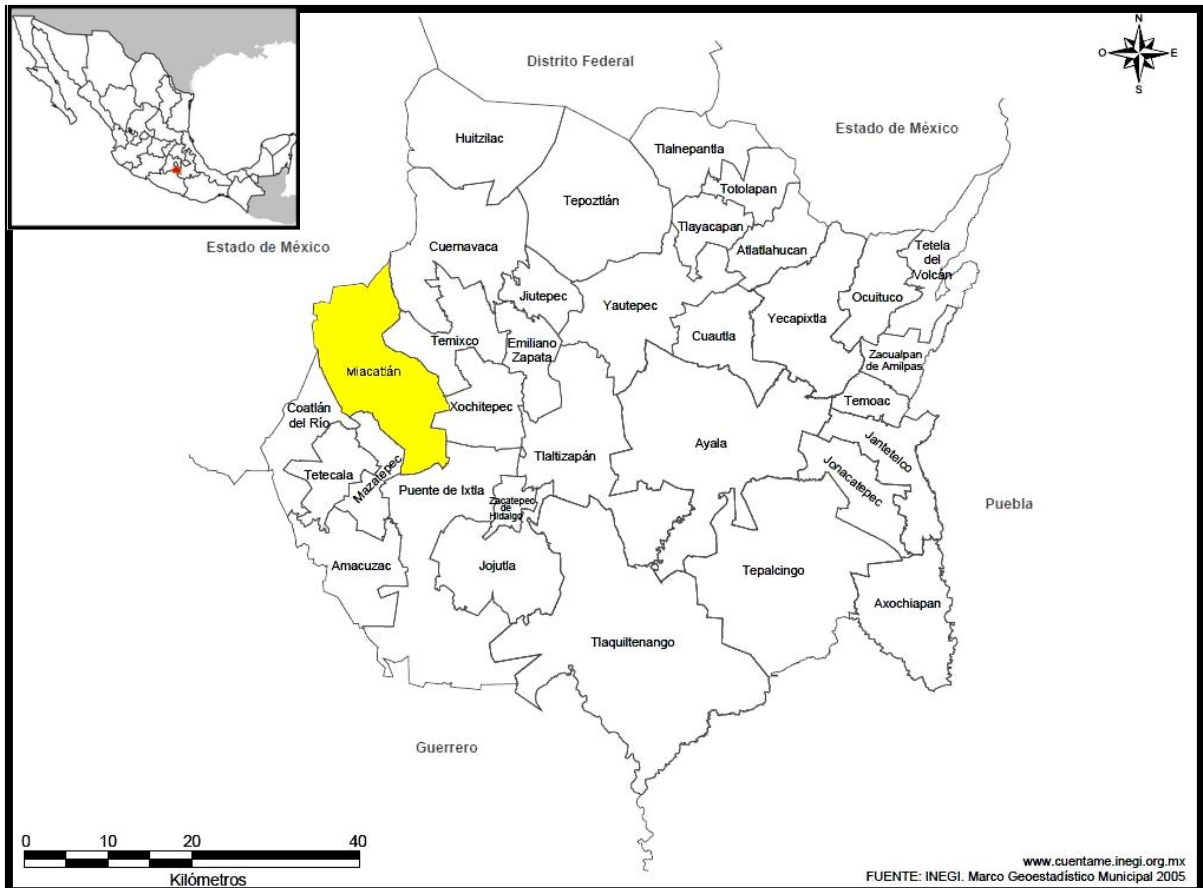 N
O
E
S
Distrito Federal
Estado de México
Huitzilac
Tlalnepantla
Totolapan
Tepoztlán
Tlayacapan
Estado de México
Cuernavaca
Atlatlahucan
Tetela
del
Volcán
Jiutepec
Yautepec
Ocuituco
Yecapixtla
Temixco
Emiliano
Zapata
Cuautla
Zacualpan
de Amilpas
Miacatlán
Temoac
Coatlán
del Río
Xochitepec
Ayala
Jantetelco
Tetecala
Mazatepec
Tlaltizapán
Jonacatepec
Puente de Ixtla
Zacatepec
de
Hidalgo
Puebla
Amacuzac
Jojutla
Tepalcingo
Axochiapan
Tlaquiltenango
Guerrero
0 10 20 40
Kilómetros
www.cuentame.inegi.org.mx
FUENTE: INEGI. Marco Geoestadístico Municipal 2005